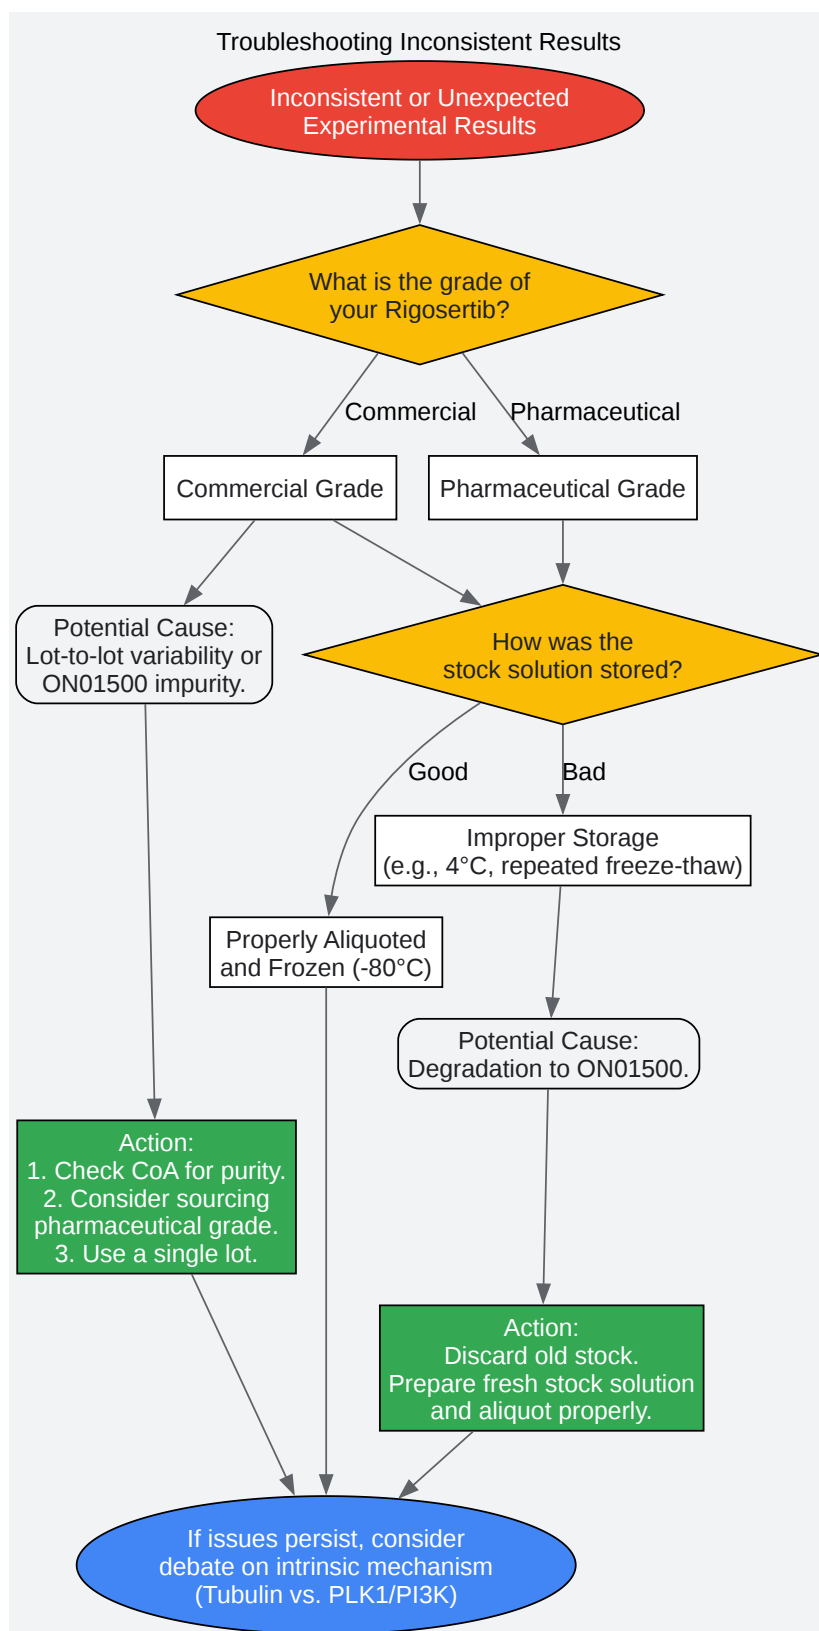 Troubleshooting Inconsistent Results
Inconsistent or Unexpected
Experimental Results
What is the grade of
your Rigosertib?
Commercial
Pharmaceutical
Commercial Grade
Pharmaceutical Grade
Potential Cause:
Lot-to-lot variability or
ON01500 impurity.
How was the
stock solution stored?
Good
Bad
Improper Storage
(e.g., 4°C, repeated freeze-thaw)
Properly Aliquoted
and Frozen (-80°C)
Potential Cause:
Degradation to ON01500.
Action:
1. Check CoA for purity.
2. Consider sourcing
pharmaceutical grade.
3. Use a single lot.
Action:
Discard old stock.
Prepare fresh stock solution
and aliquot properly.
If issues persist, consider
debate on intrinsic mechanism
(Tubulin vs. PLK1/PI3K)